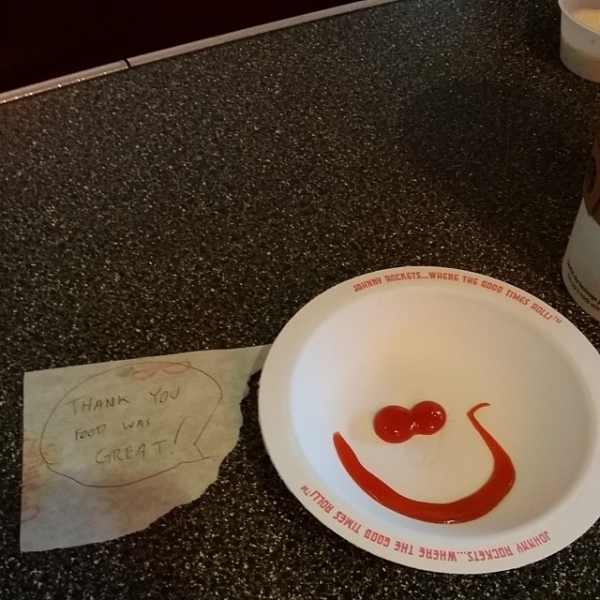 THANK YOU
FOOD WAS
GREAT!
JOHNNY ROCKETS...WHERE THE GOOD TIMES ROLL!™
JOHNNY ROCKETS...WHERE THE GOOD TIMES ROLL!™